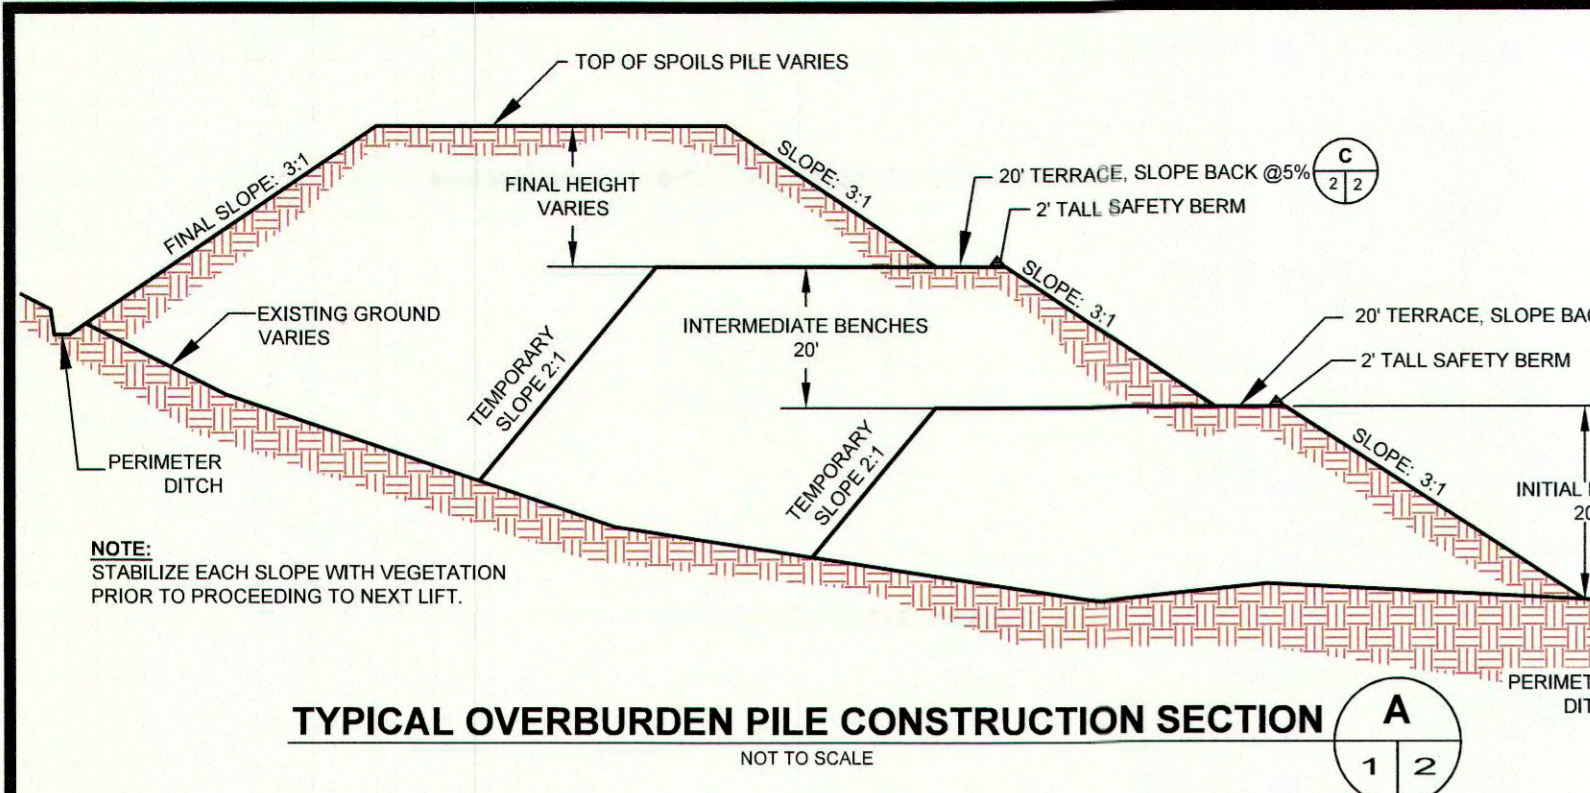 TOP OF SPOILS PILE VARIES
FINAL SLOPE: 3:1
FINAL HEIGHT
VARIES
SLOPE: 3:1
20' TERRACE, SLOPE BACK @5%
C
2 2
2' TALL SAFETY BERM
EXISTING GROUND
VARIES
TEMPORARY
SLOPE 2:1
INTERMEDIATE BENCHES
20'
SLOPE: 3:1
20' TERRACE, SLOPE
2' TALL SAFETY BERM
PERIMETER
DITCH
TEMPORARY
SLOPE 2:1
SLOPE: 3:1
INITIAL
NOTE:
STABILIZE EACH SLOPE WITH VEGETATION
PRIOR TO PROCEEDING TO NEXT LIFT.
TYPICAL OVERBURDEN PILE CONSTRUCTION SECTION
NOT TO SCALE
A
1 2